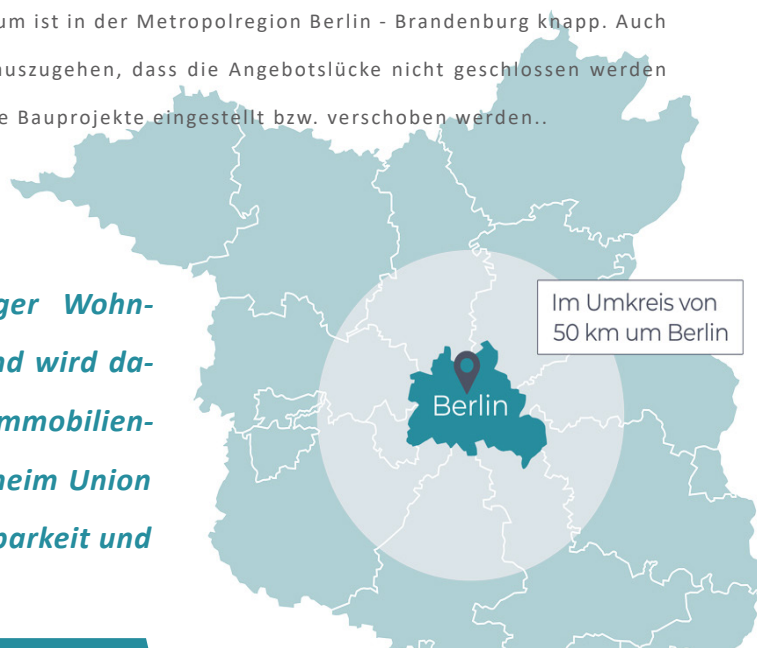 um ist in der Metropolregion Berlin - Brandenburg knapp. Auch
auszugehen, dass die Angebotslücke nicht geschlossen werden
e Bauprojekte eingestellt bzw. verschoben werden..
ger Wohn-
nd wird da-
mmobilien-
heim Union
barkeit und
Im Umkreis von
50 km um Berlin
Berlin